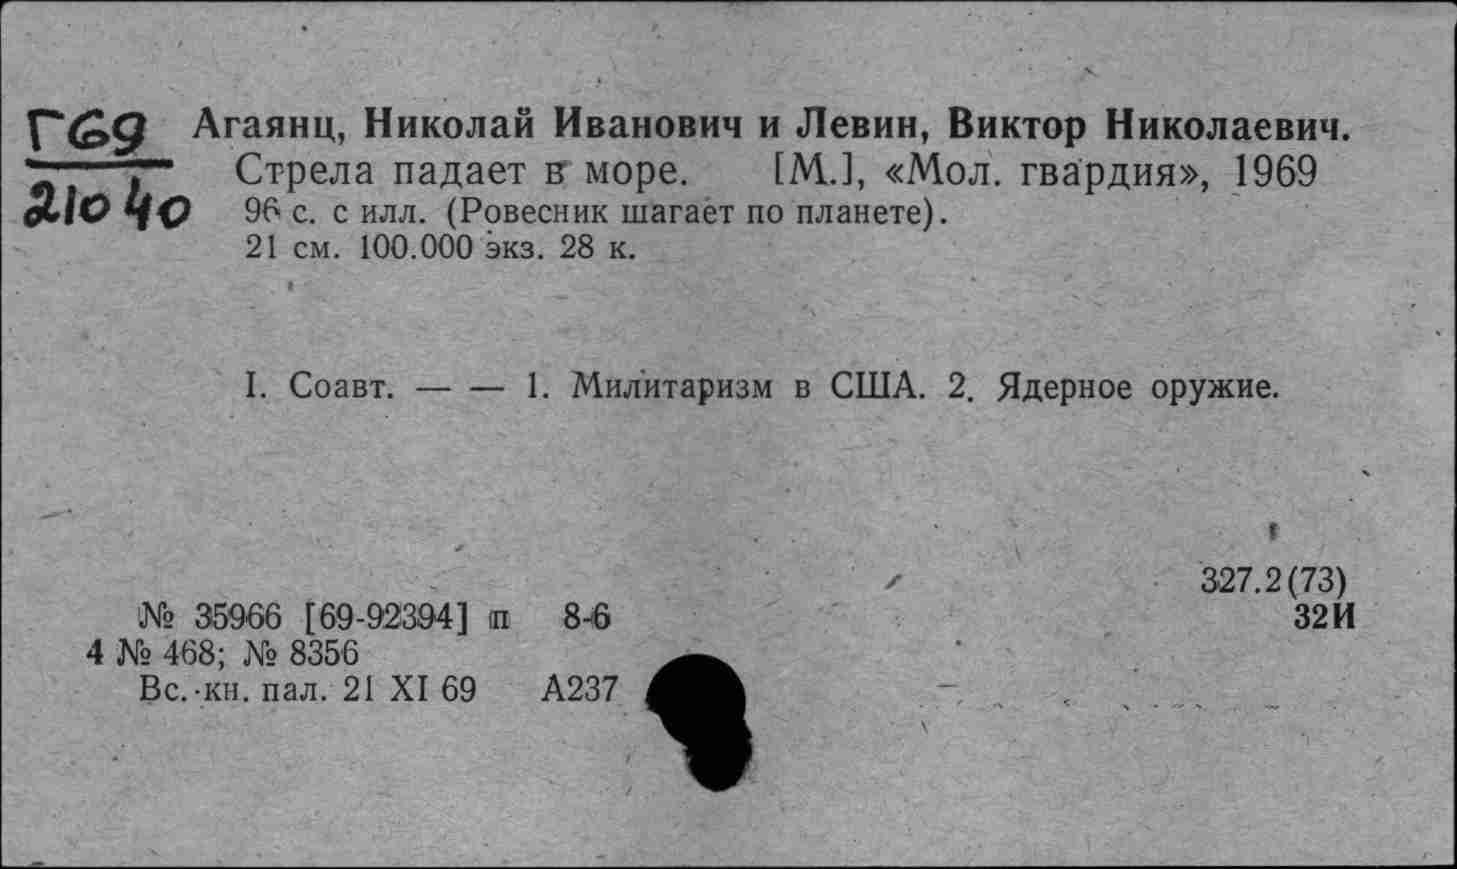 Г69
21040
Агаянц, Николай Иванович и Левин, Виктор Николаевич.
Стрела падает в море. [М.], «Мол. гвардия», 1969
96 с. с илл. (Ровесник шагает по планете).
21 см. 100.000 экз. 28 к.
I. Соавт. — — 1. Милитаризм в США. 2. Ядерное оружие.
327.2(73)
№ 35966 [69-92394] п 8-6
32И
4 № 468; № 8356
Вс. кн. пал. 21 XI 69 А237